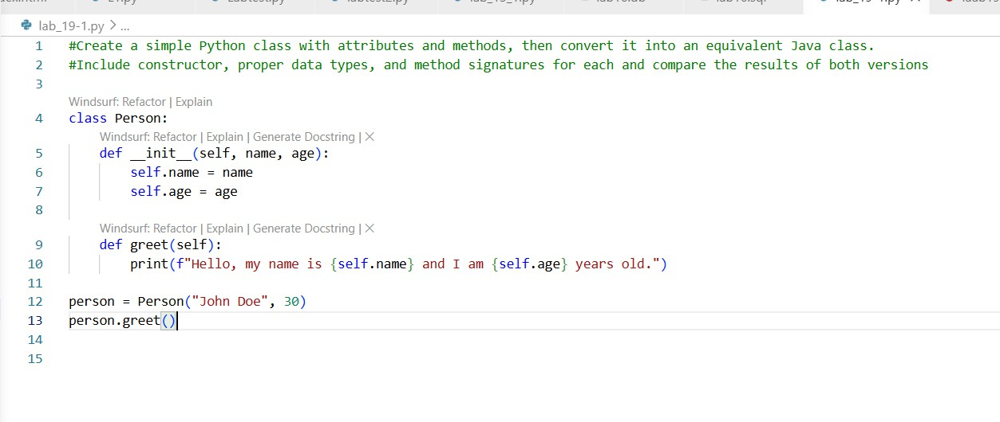 lab_19-1.py > ...
1 #Create a simple Python class with attributes and methods, then convert it into an equivalent Java class.
2 #Include constructor, proper data types, and method signatures for each and compare the results of both versions
3
Windsurf: Refactor | Explain
4 class Person:
Windsurf: Refactor | Explain | Generate Docstring | ×
5 def __init__(self, name, age):
6 self.name = name
7 self.age = age
8
Windsurf: Refactor | Explain | Generate Docstring | ×
9 def greet(self):
10 print(f"Hello, my name is {self.name} and I am {self.age} years old.")
11
12 person = Person("John Doe", 30)
13 person.greet()
14
15